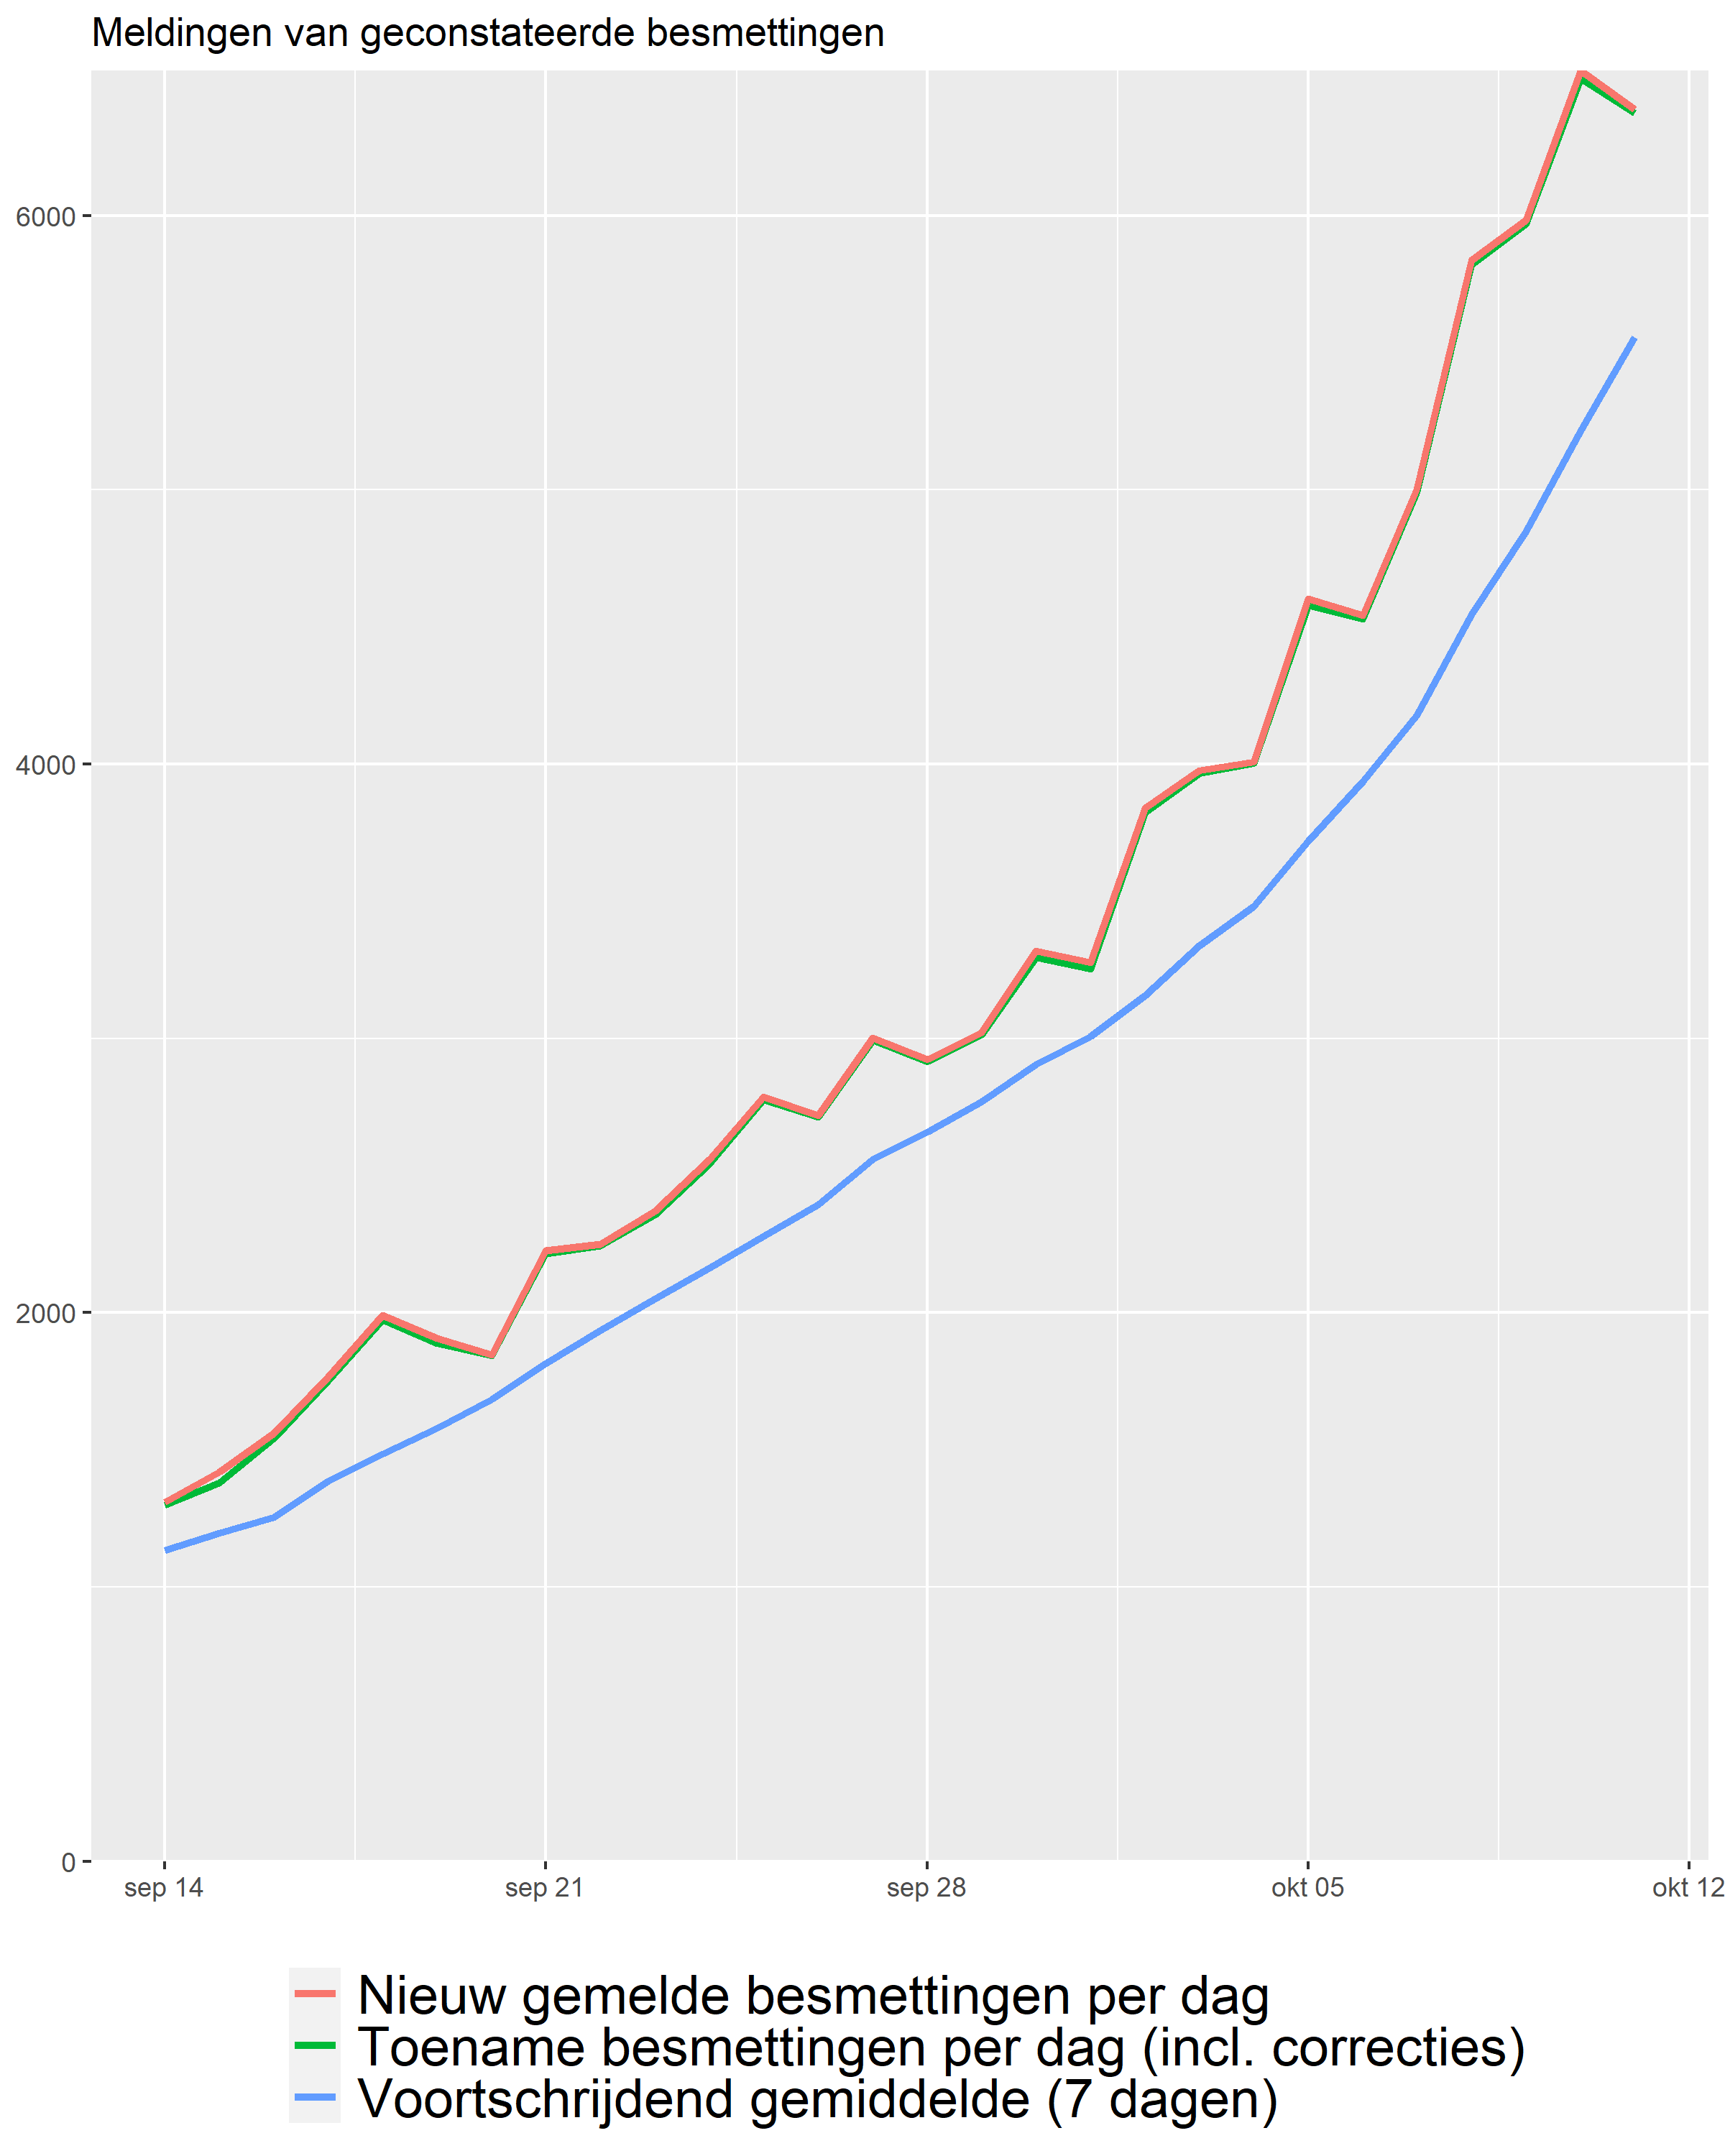 Meldingen van geconstateerde besmettingen
6000
4000
2000
0
sep 14 sep 21 sep 28 okt 05 okt 12
Nieuw gemelde besmettingen per dag
Toename besmettingen per dag (incl. correcties)
Voortschrijdend gemiddelde (7 dagen)